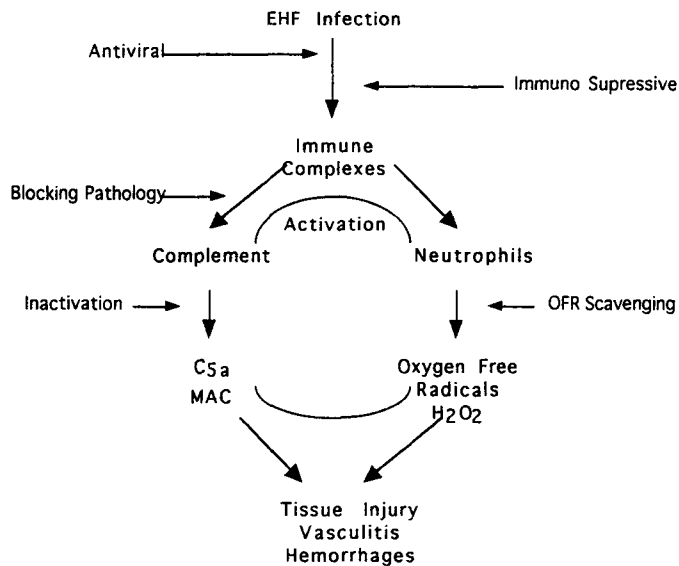 EHF Infection
Antiviral
Immuno Supressive
Immune
Complexes
Blocking Pathology
Activation
Complement
Neutrophils
Inactivation
OFR Scavenging
C5a
MAC
Oxygen Free
Radicals
H2O2
Tissue Injury
Vasculitis
Hemorrhages